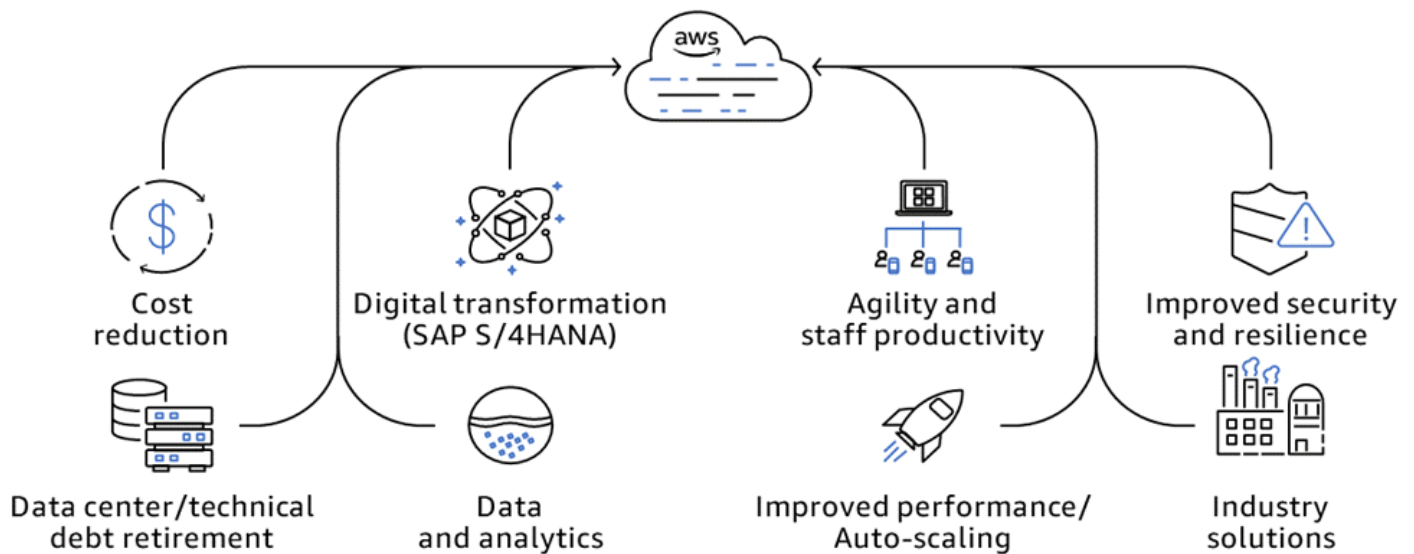 aws
Cost
reduction
Digital transformation
(SAP S/4HANA)
Agility and
staff productivity
Improved security
and resilience
Data center/technical
debt retirement
Data
and analytics
Improved performance/
Auto-scaling
Industry
solutions